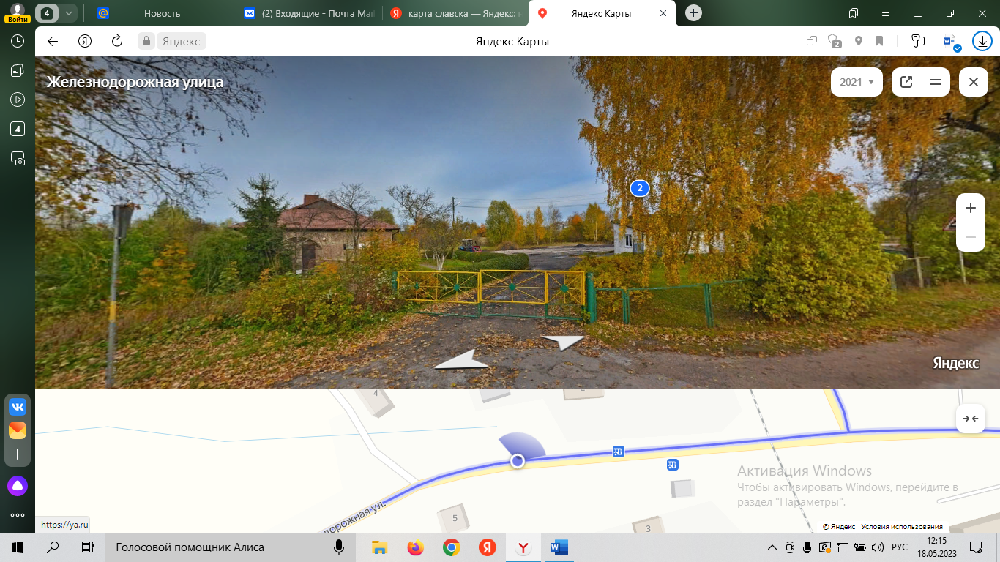 4
Новость
(2) Входящие - Почта Mail
карта славска — Яндекс: н
Яндекс Карты
Войти
Яндекс
Яндекс Карты
2
4
Железнодорожная улица
2021
2
Яндекс
4
2
дорожная ул.
5
3
Активация Windows
Чтобы активировать Windows, перейдите в
раздел "Параметры".
https://ya.ru
© Яндекс Условия использования
Голосовой помощник Алиса
РУС
12:15
18.05.2023